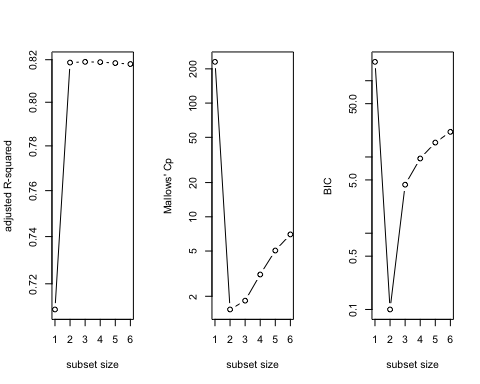 adjusted R-squared
0.82
0.80
0.78
0.76
0.74
0.72
1 2 3 4 5 6
subset size
Mallows' Cp
200
100
50
20
10
5
2
1 2 3 4 5 6
subset size
BIC
50.0
5.0
0.5
0.1
1 2 3 4 5 6
subset size